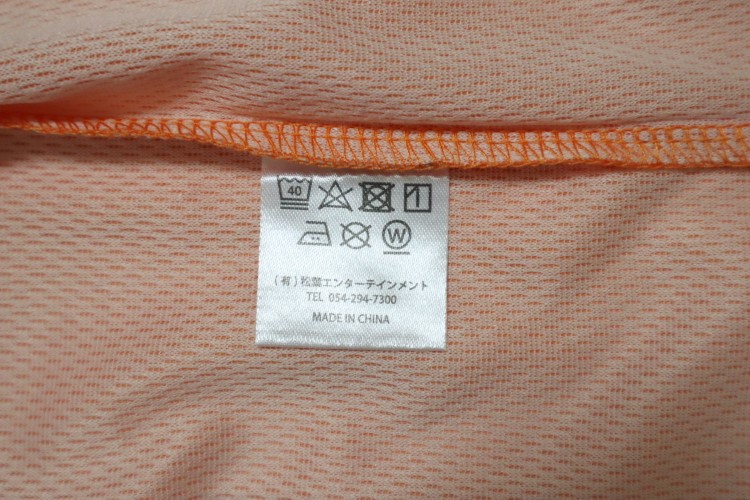 40
W
(有)松葉エンターテインメント
TEL 054-294-7300
MADE IN CHINA